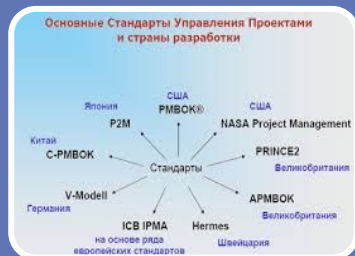 Основные Стандарты Управления Проектами
и страны разработки
США
Япония
PMBOK®
США
P2M
NASA Project Management
Китай
PRINCE2
C-PMBOK
Стандарты
Великобритания
V-Modell
APMBOK
Германия
Великобритания
ICB IPMA
Hermes
на основе ряда
европейских стандартов
Швейцария